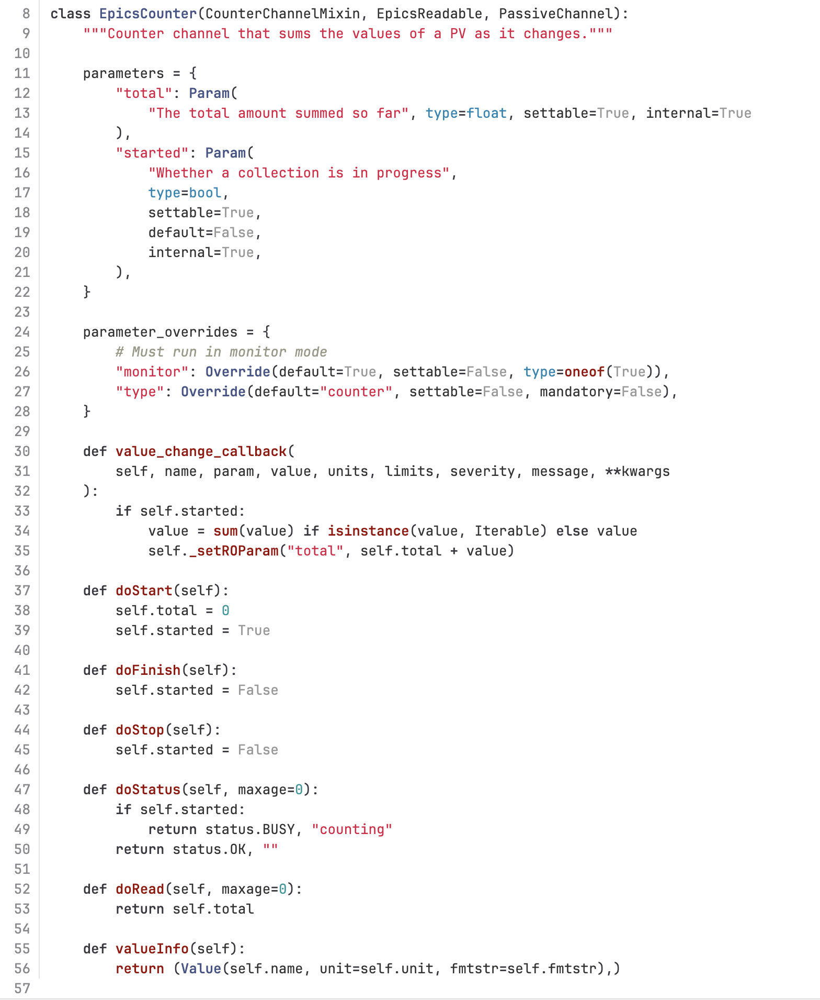 8 class EpicsCounter(CounterChannelMixin, EpicsReadable, PassiveChannel):
9     """Counter channel that sums the values of a PV as it changes."""
10
11     parameters = {
12         "total": Param(
13             "The total amount summed so far", type=float, settable=True, internal=True
14         ),
15         "started": Param(
16             "Whether a collection is in progress",
17             type=bool,
18             settable=True,
19             default=False,
20             internal=True,
21         ),
22     }
23
24     parameter_overrides = {
25         # Must run in monitor mode
26         "monitor": Override(default=True, settable=False, type=oneof(True)),
27         "type": Override(default="counter", settable=False, mandatory=False),
28     }
29
30     def value_change_callback(
31         self, name, param, value, units, limits, severity, message, **kwargs
32     ):
33         if self.started:
34             value = sum(value) if isinstance(value, Iterable) else value
35             self._setROParam("total", self.total + value)
36
37     def doStart(self):
38         self.total = 0
39         self.started = True
40
41     def doFinish(self):
42         self.started = False
43
44     def doStop(self):
45         self.started = False
46
47     def doStatus(self, maxage=0):
48         if self.started:
49             return status.BUSY, "counting"
50         return status.OK, ""
51
52     def doRead(self, maxage=0):
53         return self.total
54
55     def valueInfo(self):
56         return (Value(self.name, unit=self.unit, fmtstr=self.fmtstr),)
57